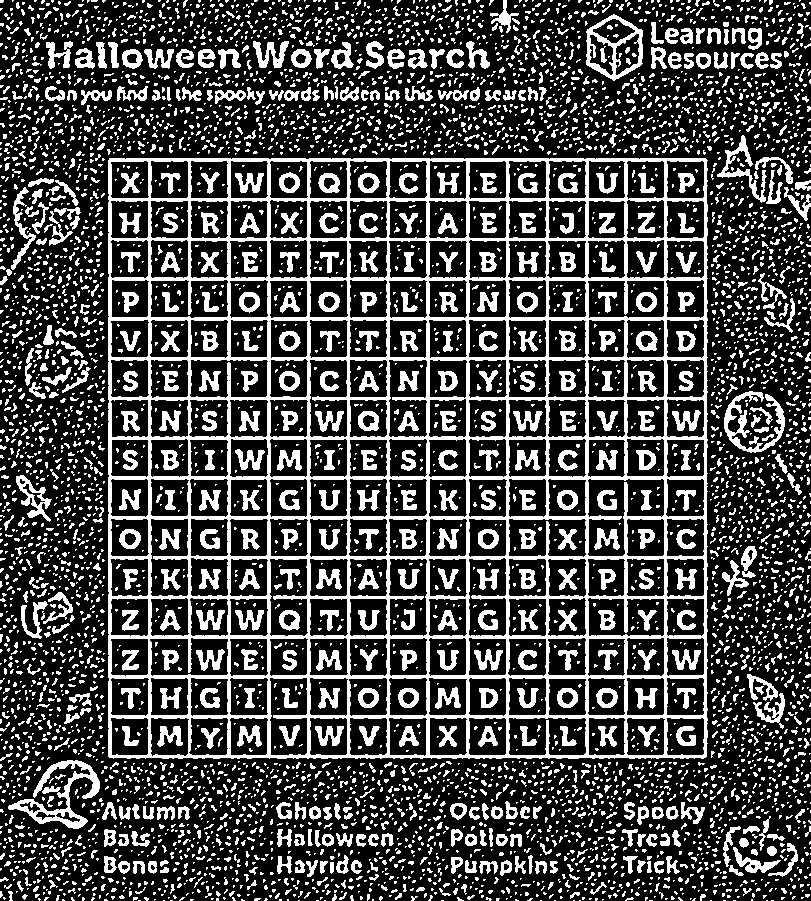 Halloween Word Search
Learning
Resources
Can you find all the spooky words hidden in this word search?
X T Y W O Q O C H E G G U L P
H S R A X C C Y A E E J Z Z L
T A X E T T K I Y B H B L V V
P L L O A O P L R N O I T O P
V X B L O T T R I C K B P Q D
S E N P O C A N D Y S B I R S
R N S N P W Q A E S W E V E W
S B I W M I E S C T M C N D I
N I N K G U H E K S E O G I T
O N G R P U T B N O B X M P C
F K N A T M A U V H B X P S H
Z A W W Q T U J A G K X B Y C
Z P W E S M Y P U W C T T Y W
T H G I L N O O M D U O O H T
L M Y M V W V A X A L L K Y G
Autumn Ghosts October Spooky
Bats Halloween Potion Treat
Bones Hayride Pumpkins Trick